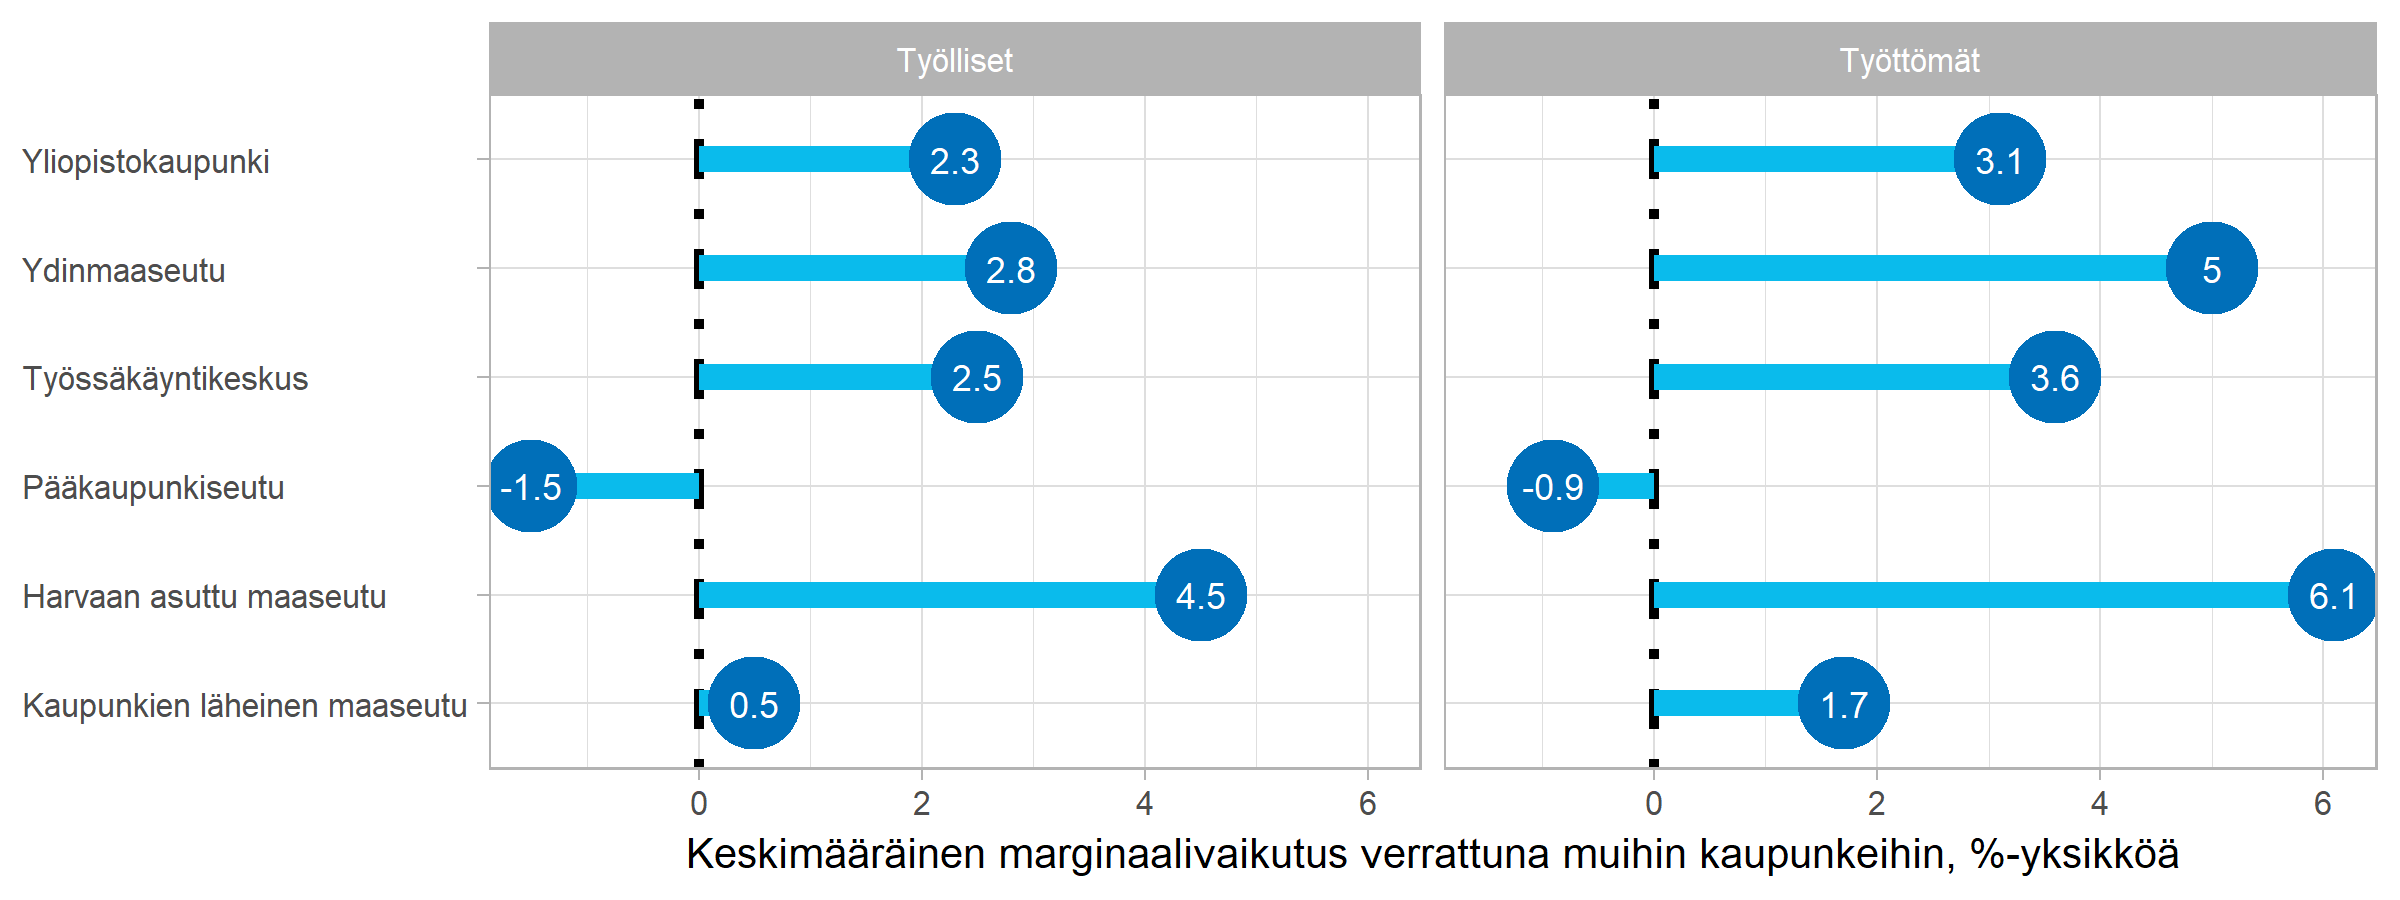 Työlliset Työttömät
Yliopistokaupunki 2.3 3.1
Ydinmaaseutu 2.8 5
Työssäkäyntikeskus 2.5 3.6
Pääkaupunkiseutu -1.5 -0.9
Harvaan asuttu maaseutu 4.5 6.1
Kaupunkien läheinen maaseutu 0.5 1.7
0 2 4 6 0 2 4 6
Keskimääräinen marginaalivaikutus verrattuna muihin kaupunkeihin, %-yksikköä